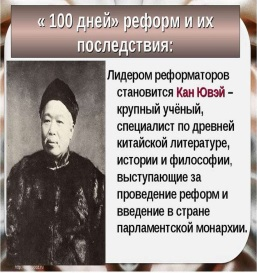 « 100 дней» реформ и их
последствия:
Лидером реформаторов
становится Кан Ювэй –
крупный учёный,
специалист по древней
китайской литературе,
истории и философии,
выступающие за
проведение реформ и
введение в стране
парламентской монархии.